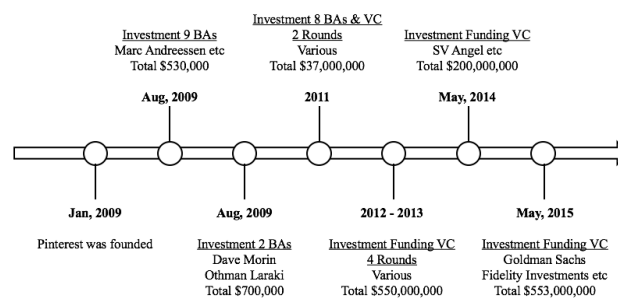 Investment 9 BAs
Marc Andreessen etc
Total $530,000
Aug, 2009
Investment 8 BAs & VC
2 Rounds
Various
Total $37,000,000
2011
Investment Funding VC
SV Angel etc
Total $200,000,000
May, 2014
Jan, 2009
Pinterest was founded
Aug, 2009
Investment 2 BAs
Dave Morin
Othman Laraki
Total $700,000
2012 - 2013
Investment Funding VC
4 Rounds
Various
Total $550,000,000
May, 2015
Investment Funding VC
Goldman Sachs
Fidelity Investments etc
Total $553,000,000